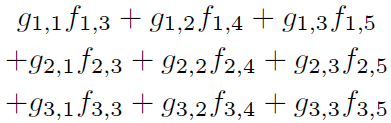 g_{1,1}f_{1,3} + g_{1,2}f_{1,4} + g_{1,3}f_{1,5}
+g_{2,1}f_{2,3} + g_{2,2}f_{2,4} + g_{2,3}f_{2,5}
+g_{3,1}f_{3,3} + g_{3,2}f_{3,4} + g_{3,3}f_{3,5}